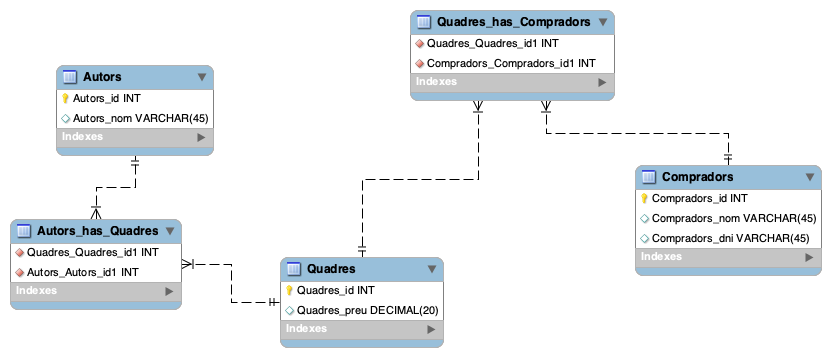 Quadres_has_Compradors
Quadres_Quadres_id1 INT
Compradors_Compradors_id1 INT
Indexes
Autors
Autors_id INT
Autors_nom VARCHAR(45)
Indexes
Compradors
Compradors_id INT
Compradors_nom VARCHAR(45)
Compradors_dni VARCHAR(45)
Indexes
Autors_has_Quadres
Quadres_Quadres_id1 INT
Autors_Autors_id1 INT
Indexes
Quadres
Quadres_id INT
Quadres_preu DECIMAL(20)
Indexes